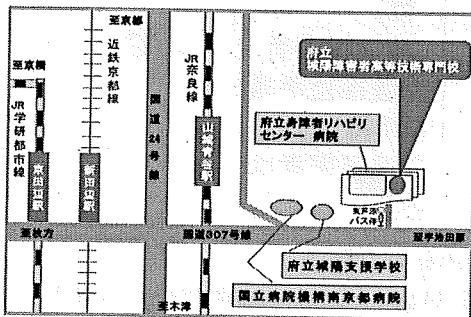 至京都
至京橋
近鉄京都線
JR奈良線
国道24号線
JR学研都市線
府立
城陽障害者高等技術専門校
府立身障者リハビリ
センター 病院
山城青谷駅
京田辺駅
新田辺駅
バス停
至枚方
国道307号線
至宇治田原
府立城陽支援学校
国立病院機構南京都病院
至木津